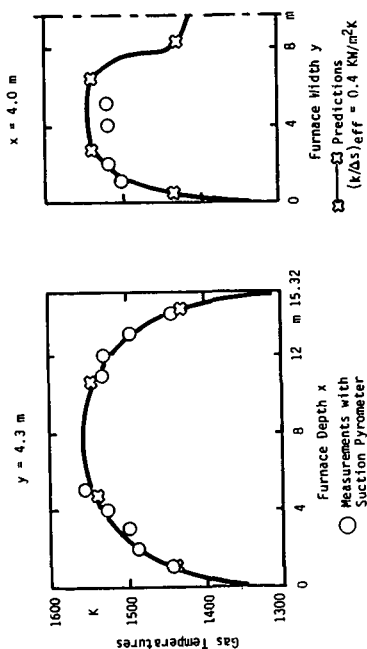 y = 4.3 m
x = 4.0 m
1600
K
1500
1400
1300
Gas Temperatures
0
4
8
12
m 15.32
Furnace Depth x
Measurements with
Suction Pyrometer
0
4
8
m
Furnace Width y
Predictions
(k/Δs)eff = 0.4 KW/m²K